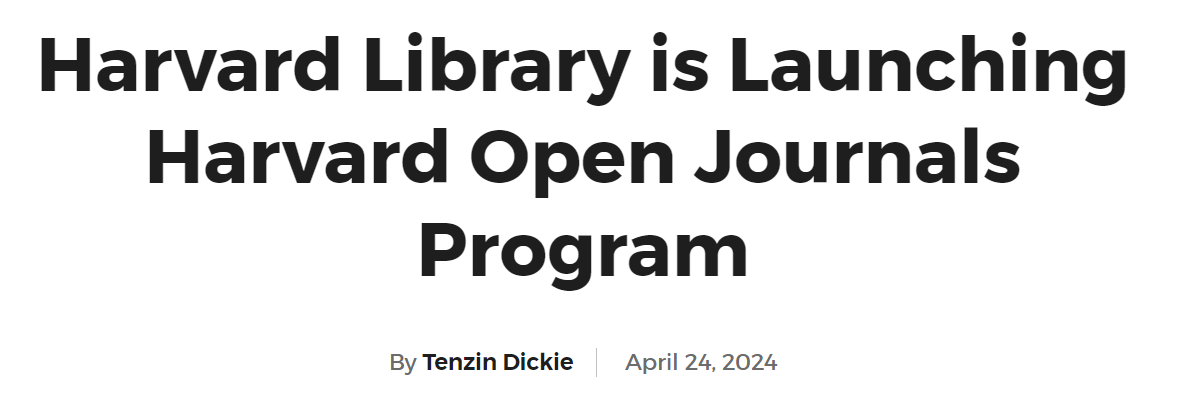 Harvard Library is Launching
Harvard Open Journals
Program
By Tenzin Dickie April 24, 2024